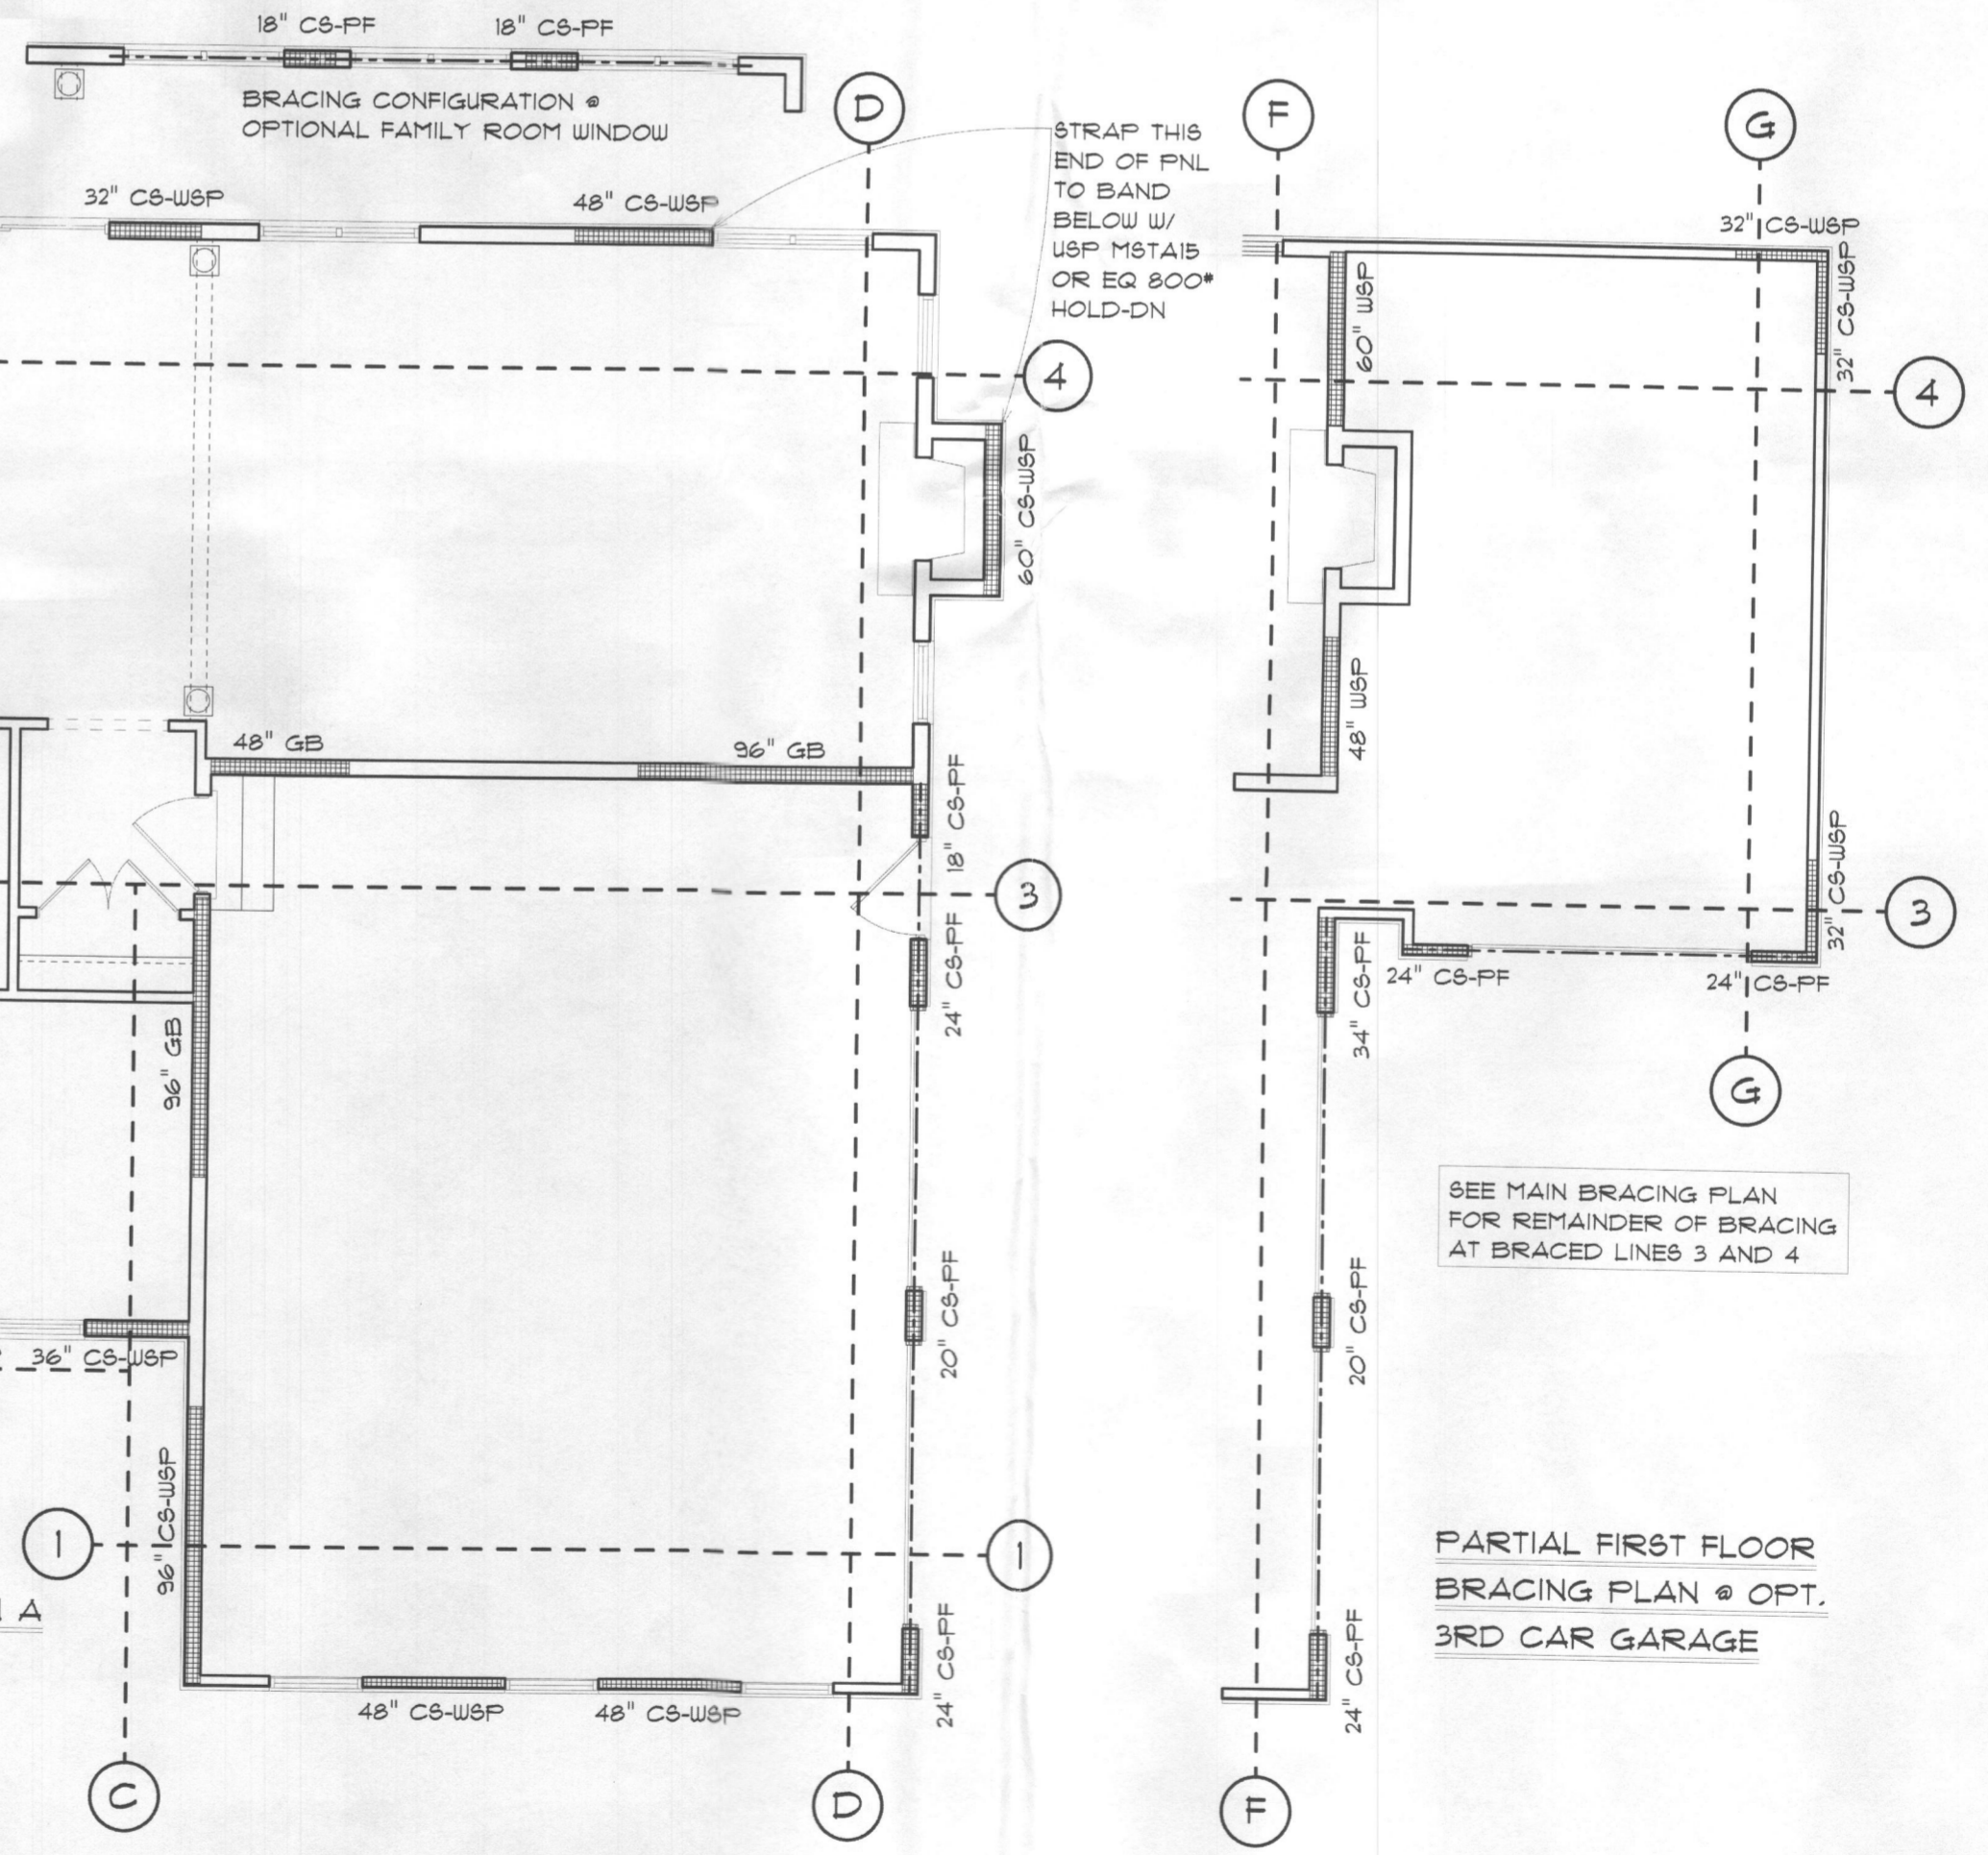 18" CS-PF
18" CS-PF
BRACING CONFIGURATION @
OPTIONAL FAMILY ROOM WINDOW
D
F
G
STRAP THIS
END OF PNL
TO BAND
BELOW W/
USP MSTA15
OR EQ 800#
HOLD-DN
32" CS-WSP
48" CS-WSP
32" CS-WSP
32" CS-WSP
60" WSP
4
4
60" CS-WSP
48" WSP
48" GB
96" GB
18" CS-PF
32" CS-WSP
3
3
24" CS-PF
34" CS-PF
24" CS-PF
24" CS-PF
96" GB
G
SEE MAIN BRACING PLAN
FOR REMAINDER OF BRACING
AT BRACED LINES 3 AND 4
20" CS-PF
20" CS-PF
36" CS-WSP
96" CS-WSP
1
1
A
PARTIAL FIRST FLOOR
BRACING PLAN @ OPT.
3RD CAR GARAGE
24" CS-PF
24" CS-PF
48" CS-WSP
48" CS-WSP
C
D
F